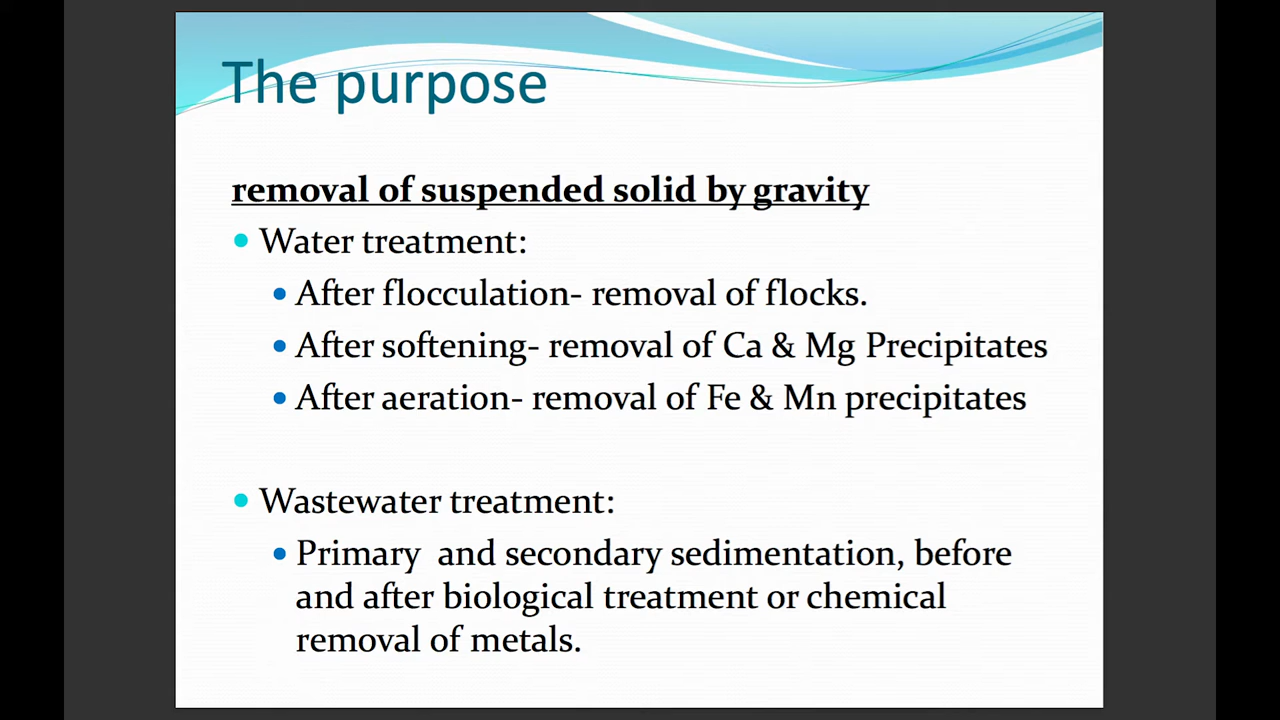 The purpose
removal of suspended solid by gravity
Water treatment:
After flocculation- removal of flocks.
After softening- removal of Ca & Mg Precipitates
After aeration- removal of Fe & Mn precipitates
Wastewater treatment:
Primary and secondary sedimentation, before
and after biological treatment or chemical
removal of metals.